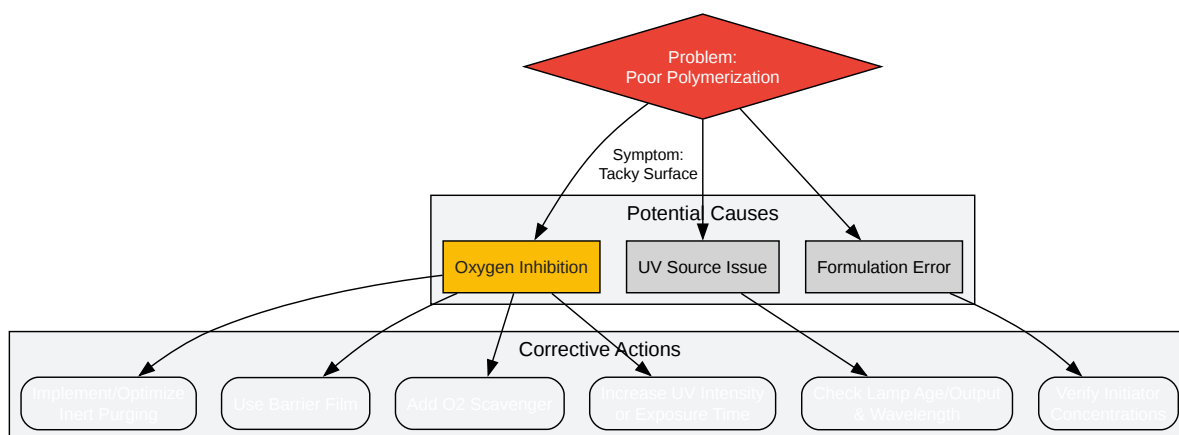 Problem:
Poor Polymerization
Symptom:
Tacky Surface
Potential Causes
Oxygen Inhibition
UV Source Issue
Formulation Error
Corrective Actions
Implement/Optimize
Inert Purging
Use Barrier Film
Add O2 Scavenger
Increase UV Intensity
or Exposure Time
Check Lamp Age/Output
& Wavelength
Verify Initiator
Concentrations